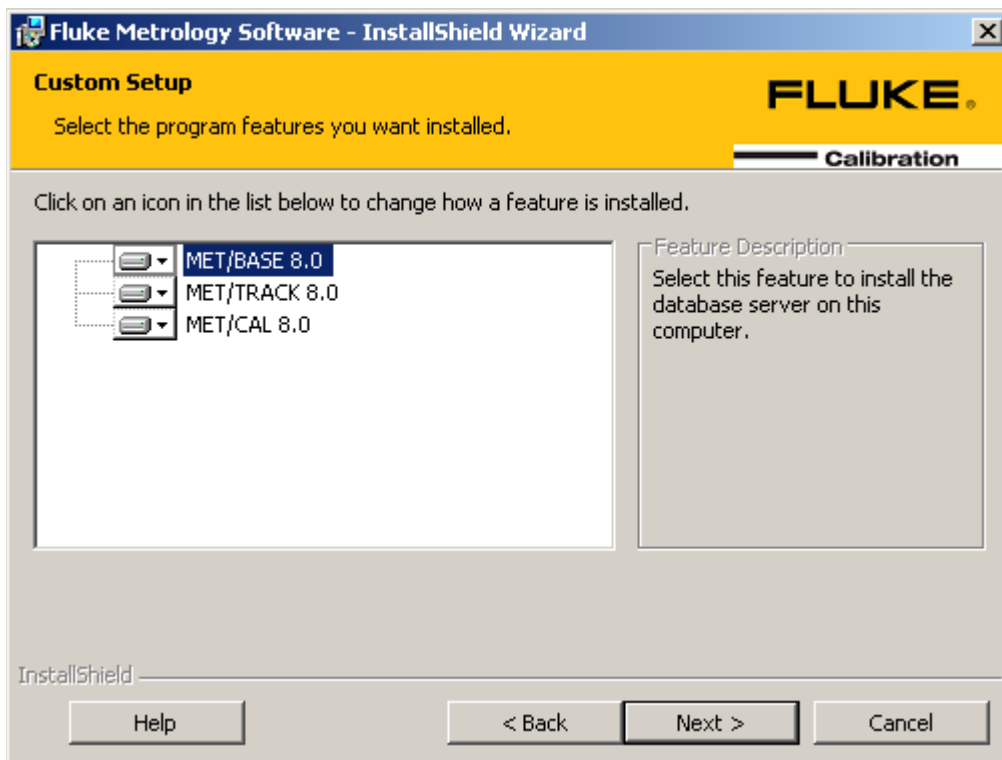 Fluke Metrology Software - InstallShield Wizard
Custom Setup
Select the program features you want installed.
FLUKE®
Calibration
Click on an icon in the list below to change how a feature is installed.
MET/BASE 8.0
MET/TRACK 8.0
MET/CAL 8.0
Feature Description
Select this feature to install the
database server on this
computer.
InstallShield
Help
< Back
Next >
Cancel